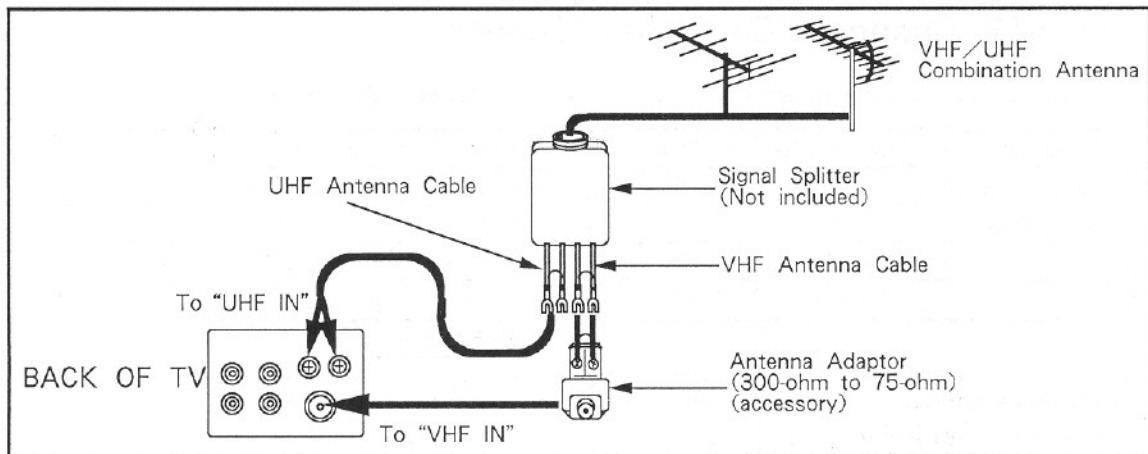 VHF/UHF
Combination Antenna
UHF Antenna Cable
Signal Splitter
(Not included)
VHF Antenna Cable
To "UHF IN"
BACK OF TV
Antenna Adaptor
(300-ohm to 75-ohm)
(accessory)
To "VHF IN"